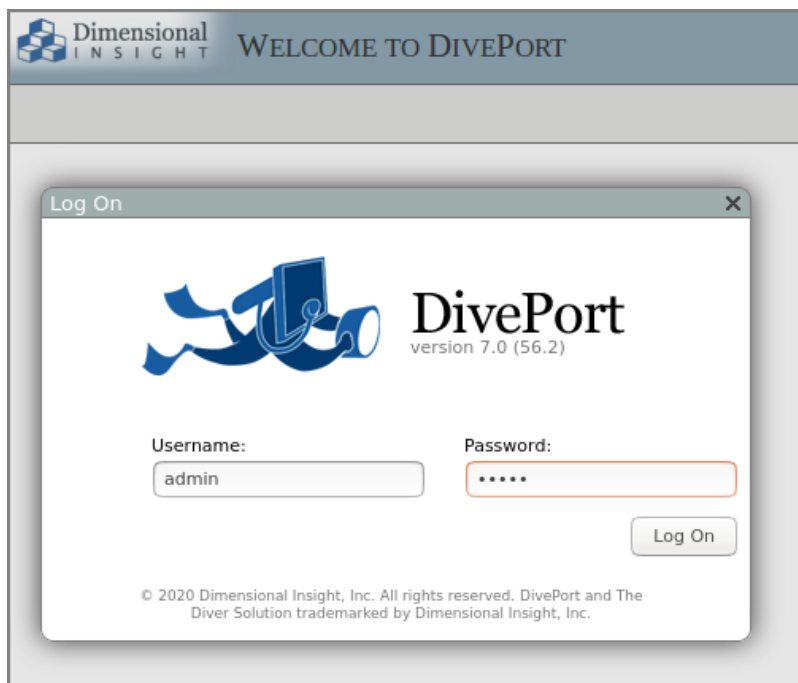 Dimensional
INSIGHT
WELCOME TO DIVEPORT
Log On
DivePort
version 7.0 (56.2)
Username:
Password:
admin
•••••
Log On
© 2020 Dimensional Insight, Inc. All rights reserved. DivePort and The
Diver Solution trademarked by Dimensional Insight, Inc.